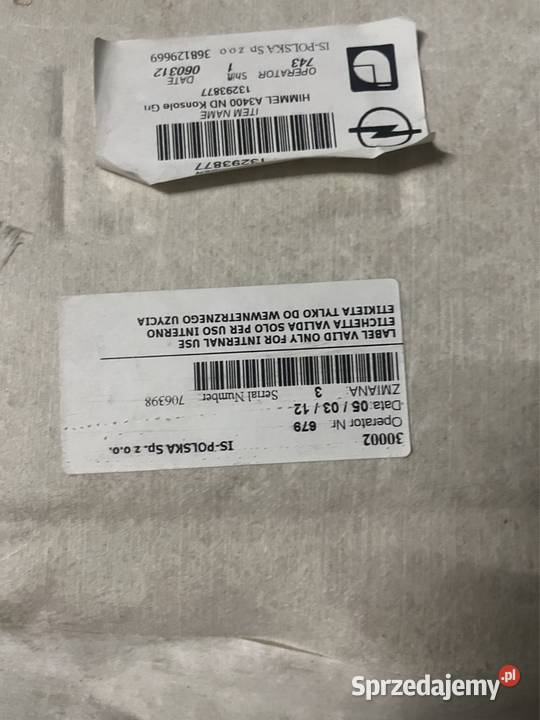 13293877
ITEM NAME
HIMMEL A3400 ND Konsole Gri
13293877
OPERATOR Shift DATE
743 1 060312
IS-POLSKA Sp. z o.o 368129669
30002
IS-POLSKA Sp. z o.o.
Operator Nr 679
Data: 05 / 03 / 12
ZMIANA: 3 Serial Number 706398
LABEL VALID ONLY FOR INTERNAL USE
ETICHETTA VALIDA SOLO PER USO INTERNO
ETIKIETA TYLKO DO WEWNETRZNEGO UZYCIA
Sprzedajemy.pl